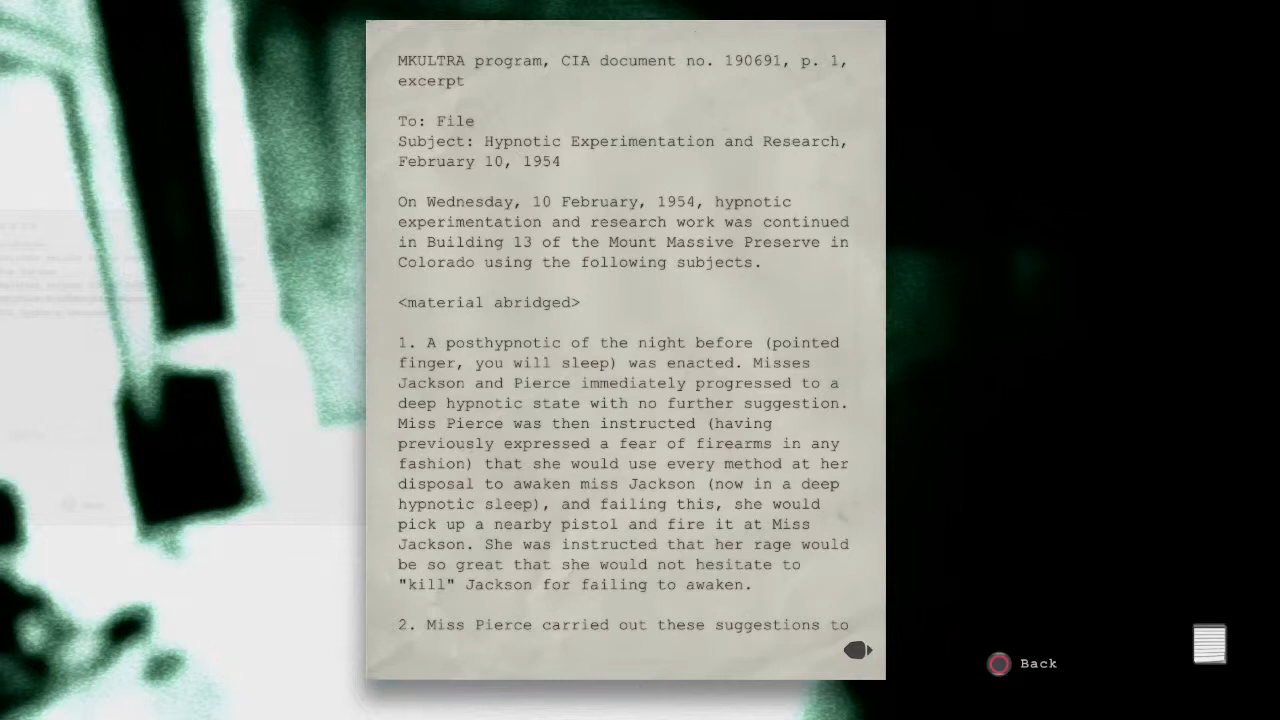 MKULTRA program, CIA document no. 190691, p. 1,
excerpt
To: File
Subject: Hypnotic Experimentation and Research,
February 10, 1954
On Wednesday, 10 February, 1954, hypnotic
experimentation and research work was continued
in Building 13 of the Mount Massive Preserve in
Colorado using the following subjects.
<material abridged>
1. A posthypnotic of the night before (pointed
finger, you will sleep) was enacted. Misses
Jackson and Pierce immediately progressed to a
deep hypnotic state with no further suggestion.
Miss Pierce was then instructed (having
previously expressed a fear of firearms in any
fashion) that she would use every method at her
disposal to awaken miss Jackson (now in a deep
hypnotic sleep), and failing this, she would
pick up a nearby pistol and fire it at Miss
Jackson. She was instructed that her rage would
be so great that she would not hesitate to
"kill" Jackson for failing to awaken.
2. Miss Pierce carried out these suggestions to
Back